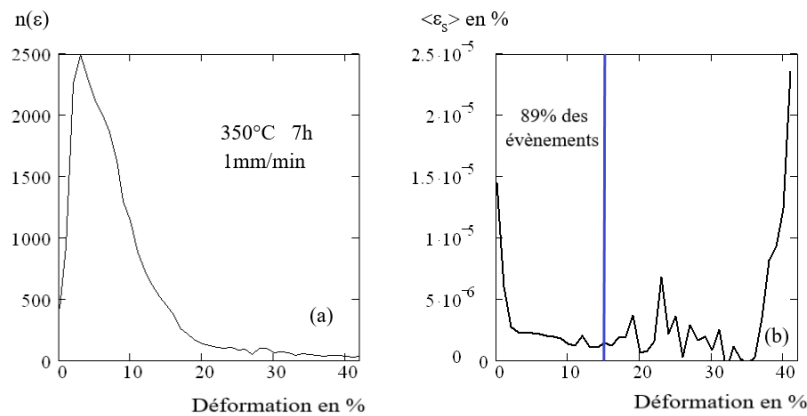 n(ε)
2500
2000
1500
1000
500
0
350°C 7h
1mm/min
(a)
0 10 20 30 40
Déformation en %
<ε_s> en %
2.5·10⁻⁵
2·10⁻⁵
1.5·10⁻⁵
1·10⁻⁵
5·10⁻⁶
0
0
89% des
évènements
(b)
0 10 20 30 40
Déformation en %